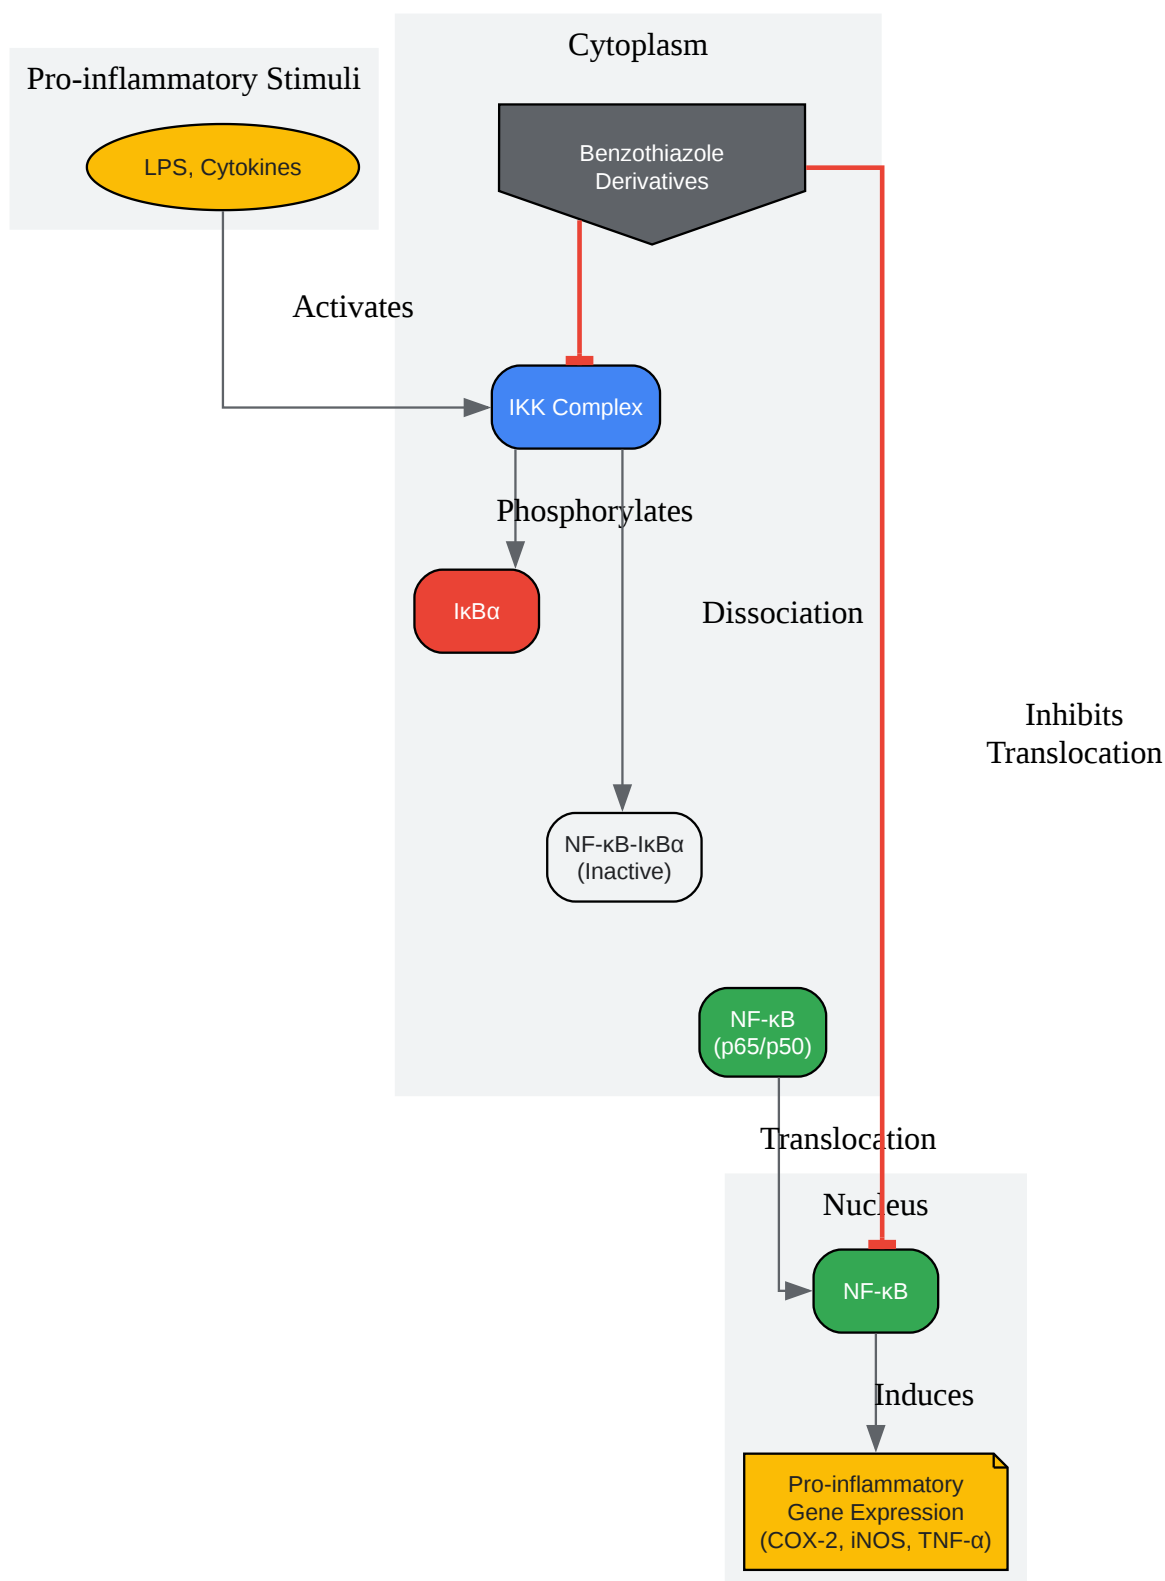 Cytoplasm
Pro-inflammatory Stimuli
LPS, Cytokines
Benzothiazole
Derivatives
Activates
IKK Complex
Phosphorylates
IκBα
Dissociation
Inhibits
Translocation
NF-κB-IκBα
(Inactive)
NF-κB
(p65/p50)
Translocation
Nucleus
NF-κB
Induces
Pro-inflammatory
Gene Expression
(COX-2, iNOS, TNF-α)